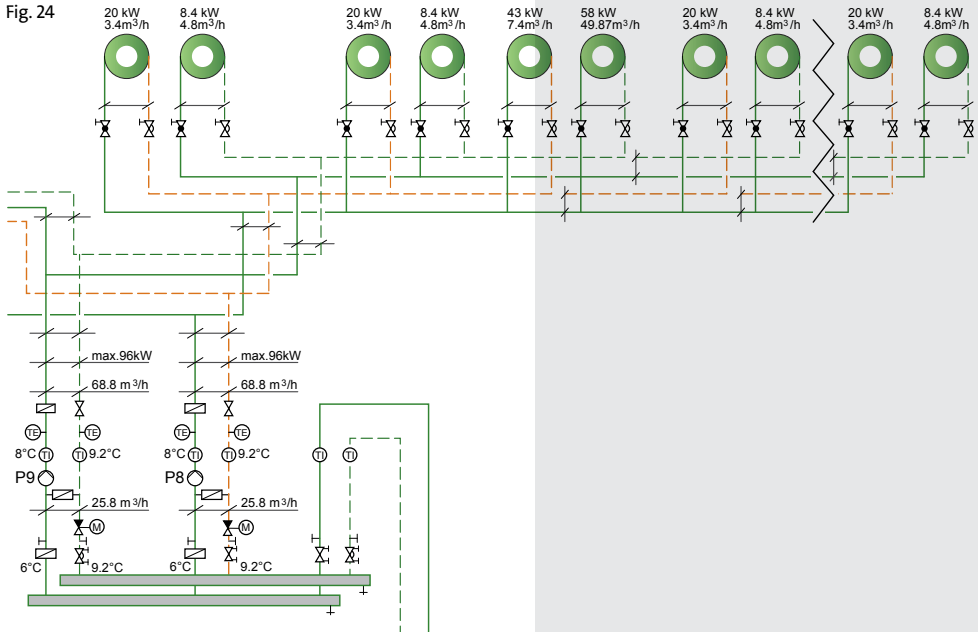 Fig. 24
20 kW
3.4m³/h
8.4 kW
4.8m³/h
20 kW
3.4m³/h
8.4 kW
4.8m³/h
43 kW
7.4m³/h
58 kW
49.87m³/h
20 kW
3.4m³/h
8.4 kW
4.8m³/h
20 kW
3.4m³/h
8.4 kW
4.8m³/h
max.96kW
max.96kW
68.8 m³/h
68.8 m³/h
TE
TE
TE
TE
8°C
TI
TI
9.2°C
8°C
TI
TI
9.2°C
TI
TI
P9
P8
25.8 m³/h
25.8 m³/h
M
M
6°C
9.2°C
6°C
9.2°C